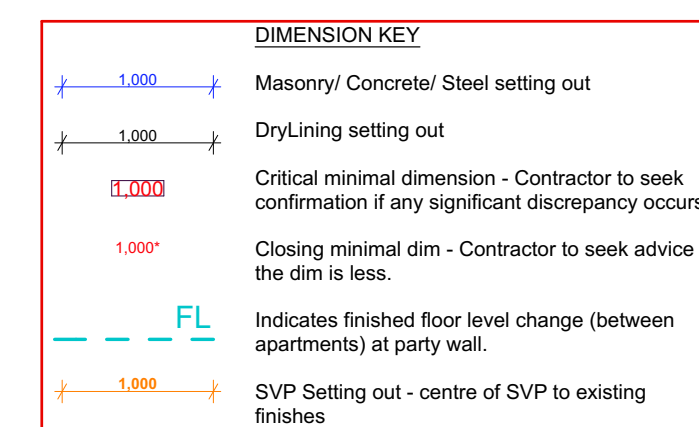 DIMENSION KEY
1,000 Masonry/ Concrete/ Steel setting out
1,000 DryLining setting out
1,000 Critical minimal dimension - Contractor to seek
confirmation if any significant discrepancy occurs
1,000* Closing minimal dim - Contractor to seek advice
the dim is less.
FL Indicates finished floor level change (between
apartments) at party wall.
1,000 SVP Setting out - centre of SVP to existing
finishes